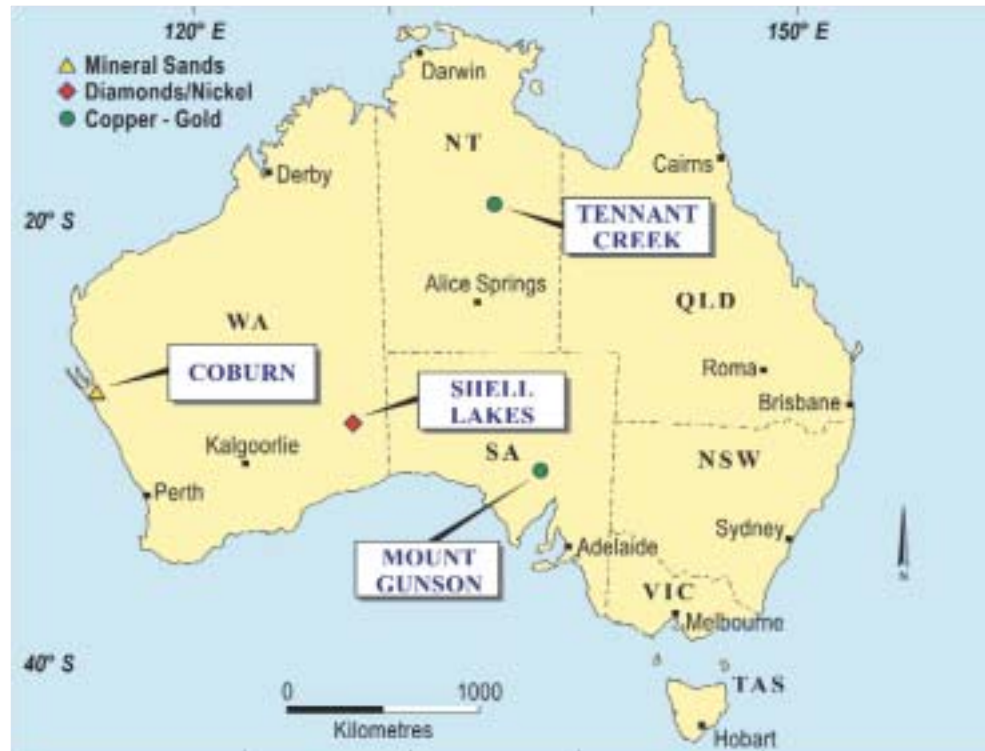 120° E
150° E
Mineral Sands
Diamonds/Nickel
Copper - Gold
Darwin
NT
Cairns
Derby
20° S
TENNANT
CREEK
Alice Springs
QLD
WA
COBURN
SHELL
LAKES
Roma
Brisbane
Kalgoorlie
SA
NSW
Perth
Sydney
MOUNT
GUNSON
Adelaide
VIC
Melbourne
40° S
0
1000
Kilometres
TAS
Hobart
N